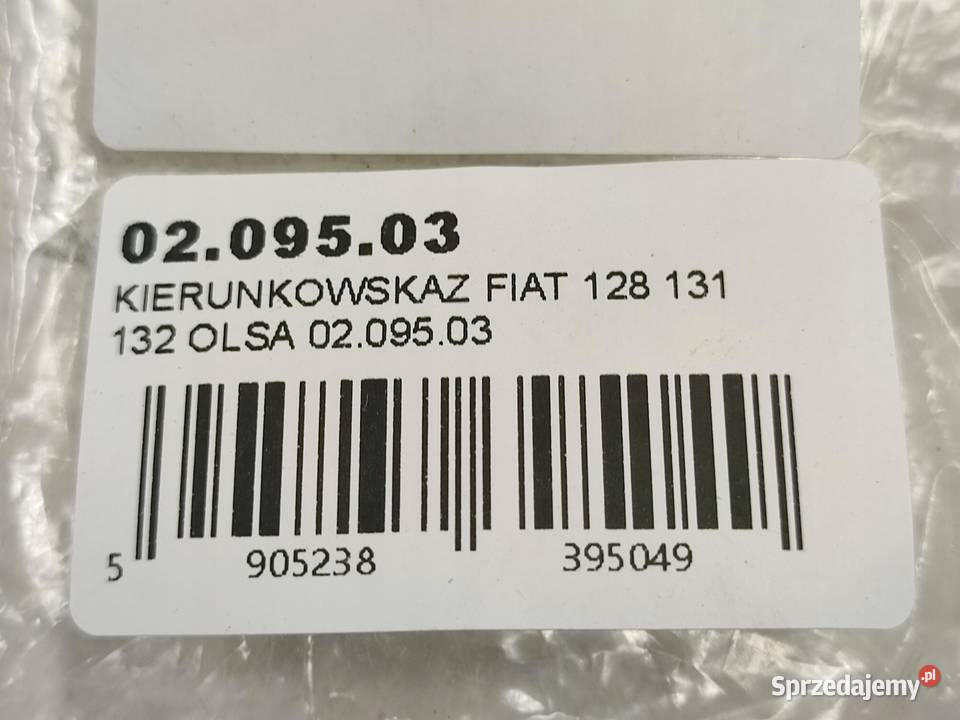 02.095.03
KIERUNKOWSKAZ FIAT 128 131
132 OLSA 02.095.03
5 905238 395049
Sprzedajemy.pl